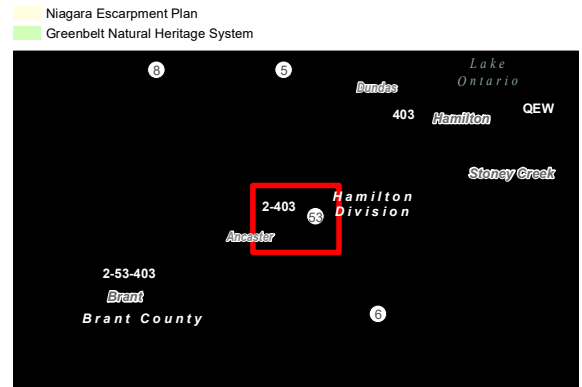 Niagara Escarpment Plan
Greenbelt Natural Heritage System
Lake
Ontario
8
5
Dundas
403
Hamilton
QEW
Stoney Creek
Hamilton
Division
2-403
53
Ancaster
2-53-403
Brant
Brant County
6